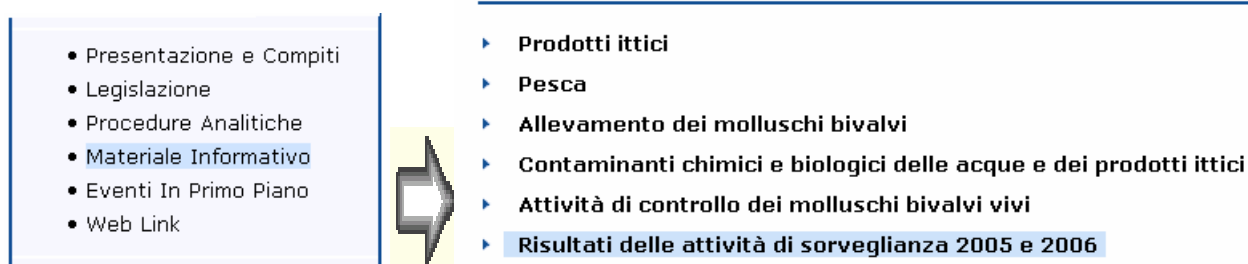 • Presentazione e Compiti
• Legislazione
• Procedure Analitiche
• Materiale Informativo
• Eventi In Primo Piano
• Web Link
Prodotti ittici
Pesca
Allevamento dei molluschi bivalvi
Contaminanti chimici e biologici delle acque e dei prodotti ittici
Attività di controllo dei molluschi bivalvi vivi
Risultati delle attività di sorveglianza 2005 e 2006